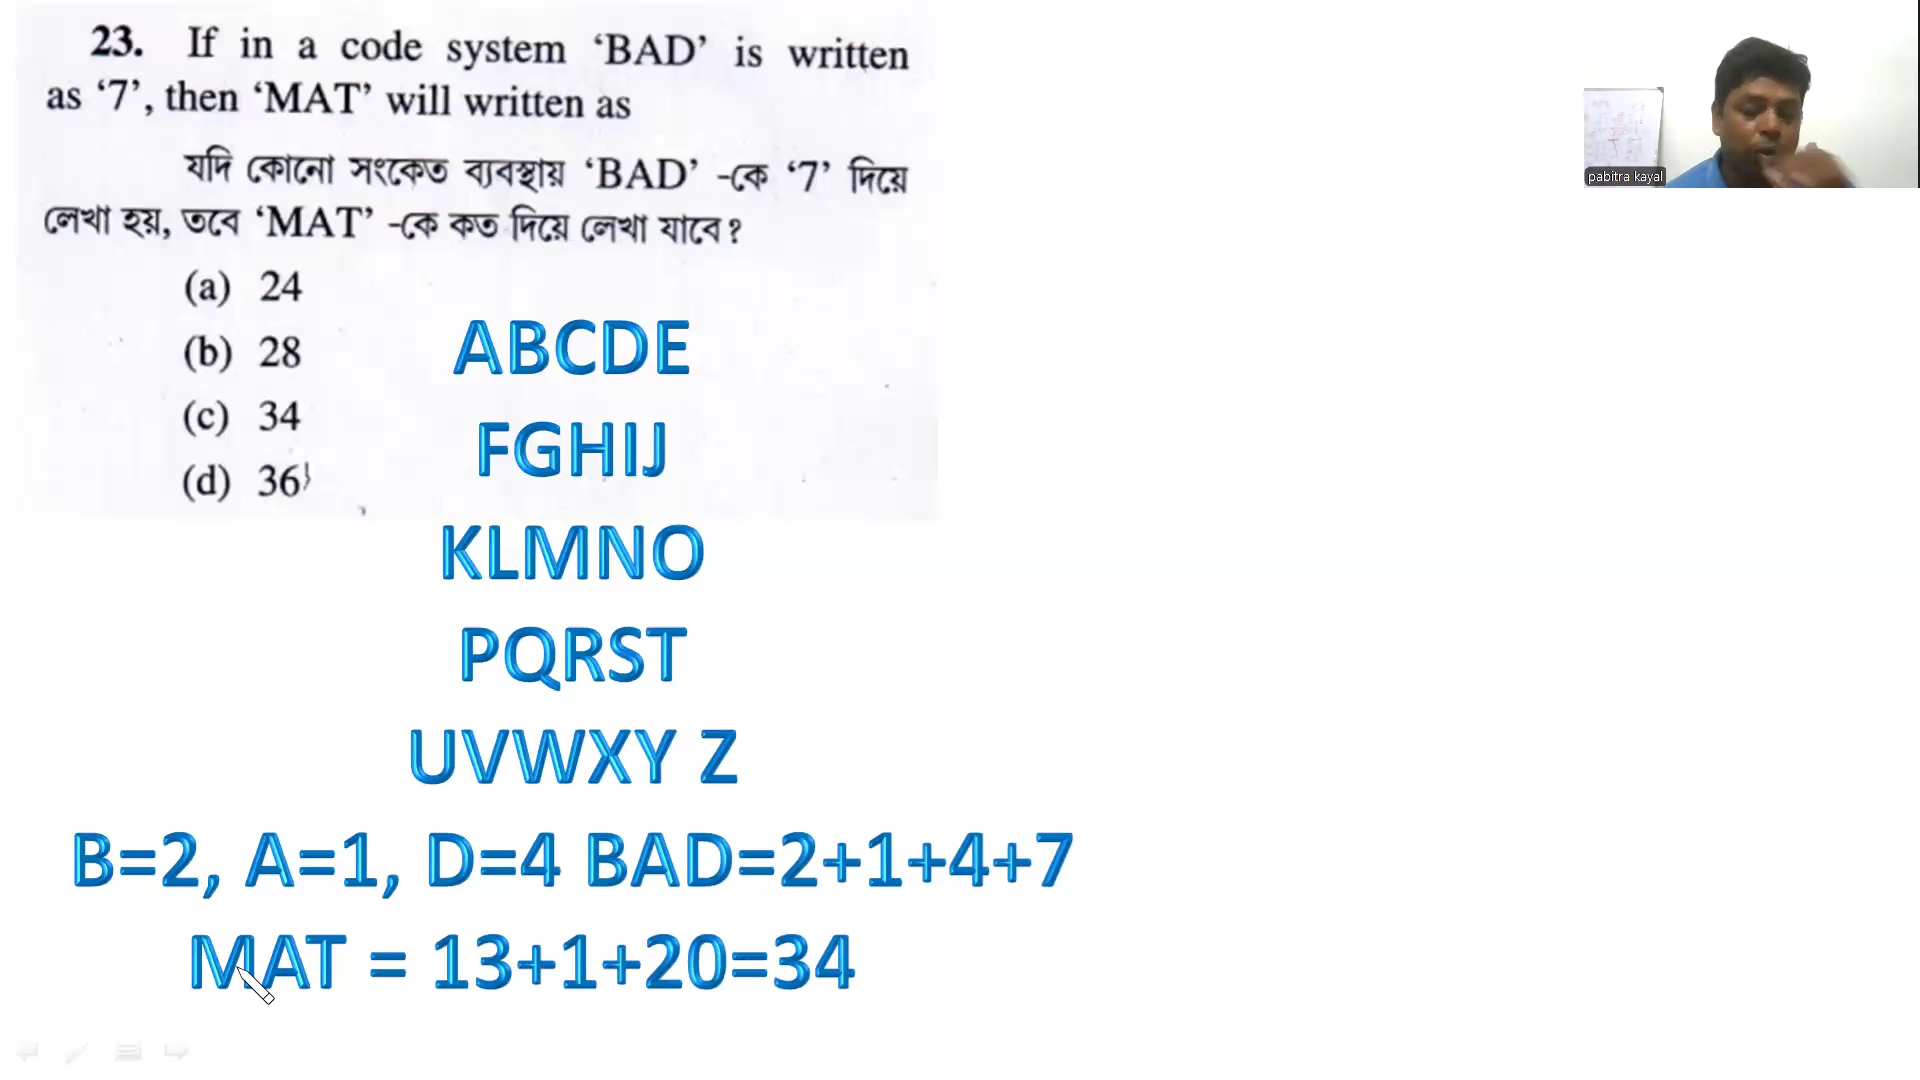 23. If in a code system ‘BAD’ is written
as ‘7’, then ‘MAT’ will written as
যদি কোনো সংকেত ব্যবস্থায় ‘BAD’ -কে ‘7’ দিয়ে
লেখা হয়, তবে ‘MAT’ -কে কত দিয়ে লেখা যাবে?
(a) 24
(b) 28
(c) 34
(d) 36
ABCDE
FGHIJ
KLMNO
PQRST
UVWXY Z
B=2, A=1, D=4 BAD=2+1+4+7
MAT = 13+1+20=34
pabitra kayal